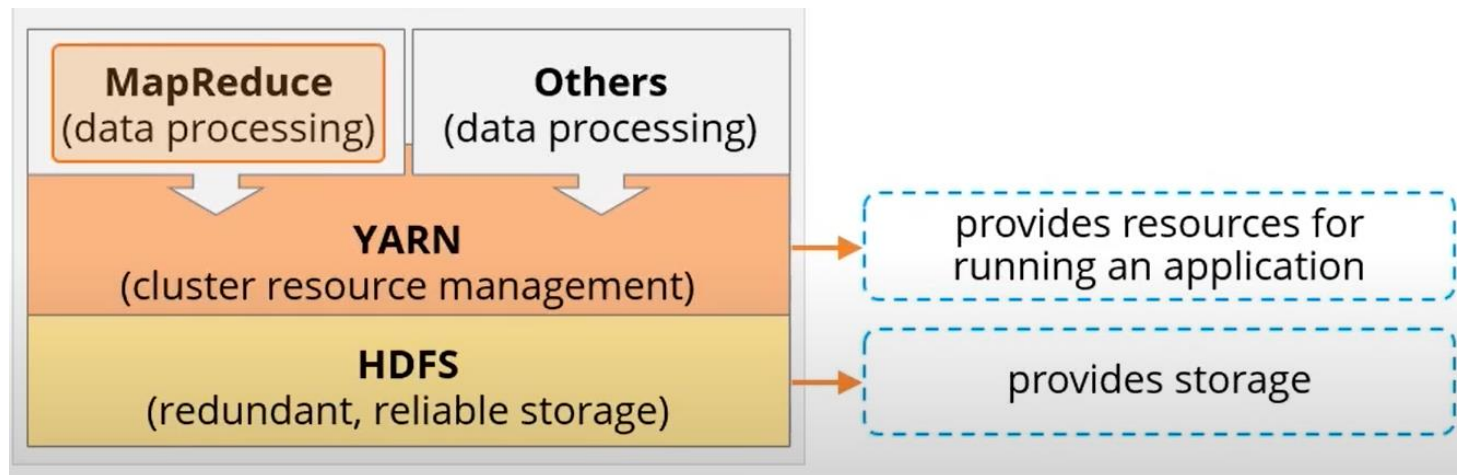 MapReduce
(data processing)
Others
(data processing)
YARN
(cluster resource management)
provides resources for
running an application
HDFS
(redundant, reliable storage)
provides storage